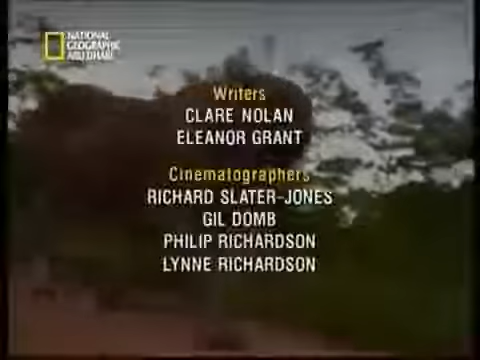 NATIONAL
GEOGRAPHIC
ABU DHABI
Writers
CLARE NOLAN
ELEANOR GRANT
Cinematographers
RICHARD SLATER-JONES
GIL DOMB
PHILIP RICHARDSON
LYNNE RICHARDSON